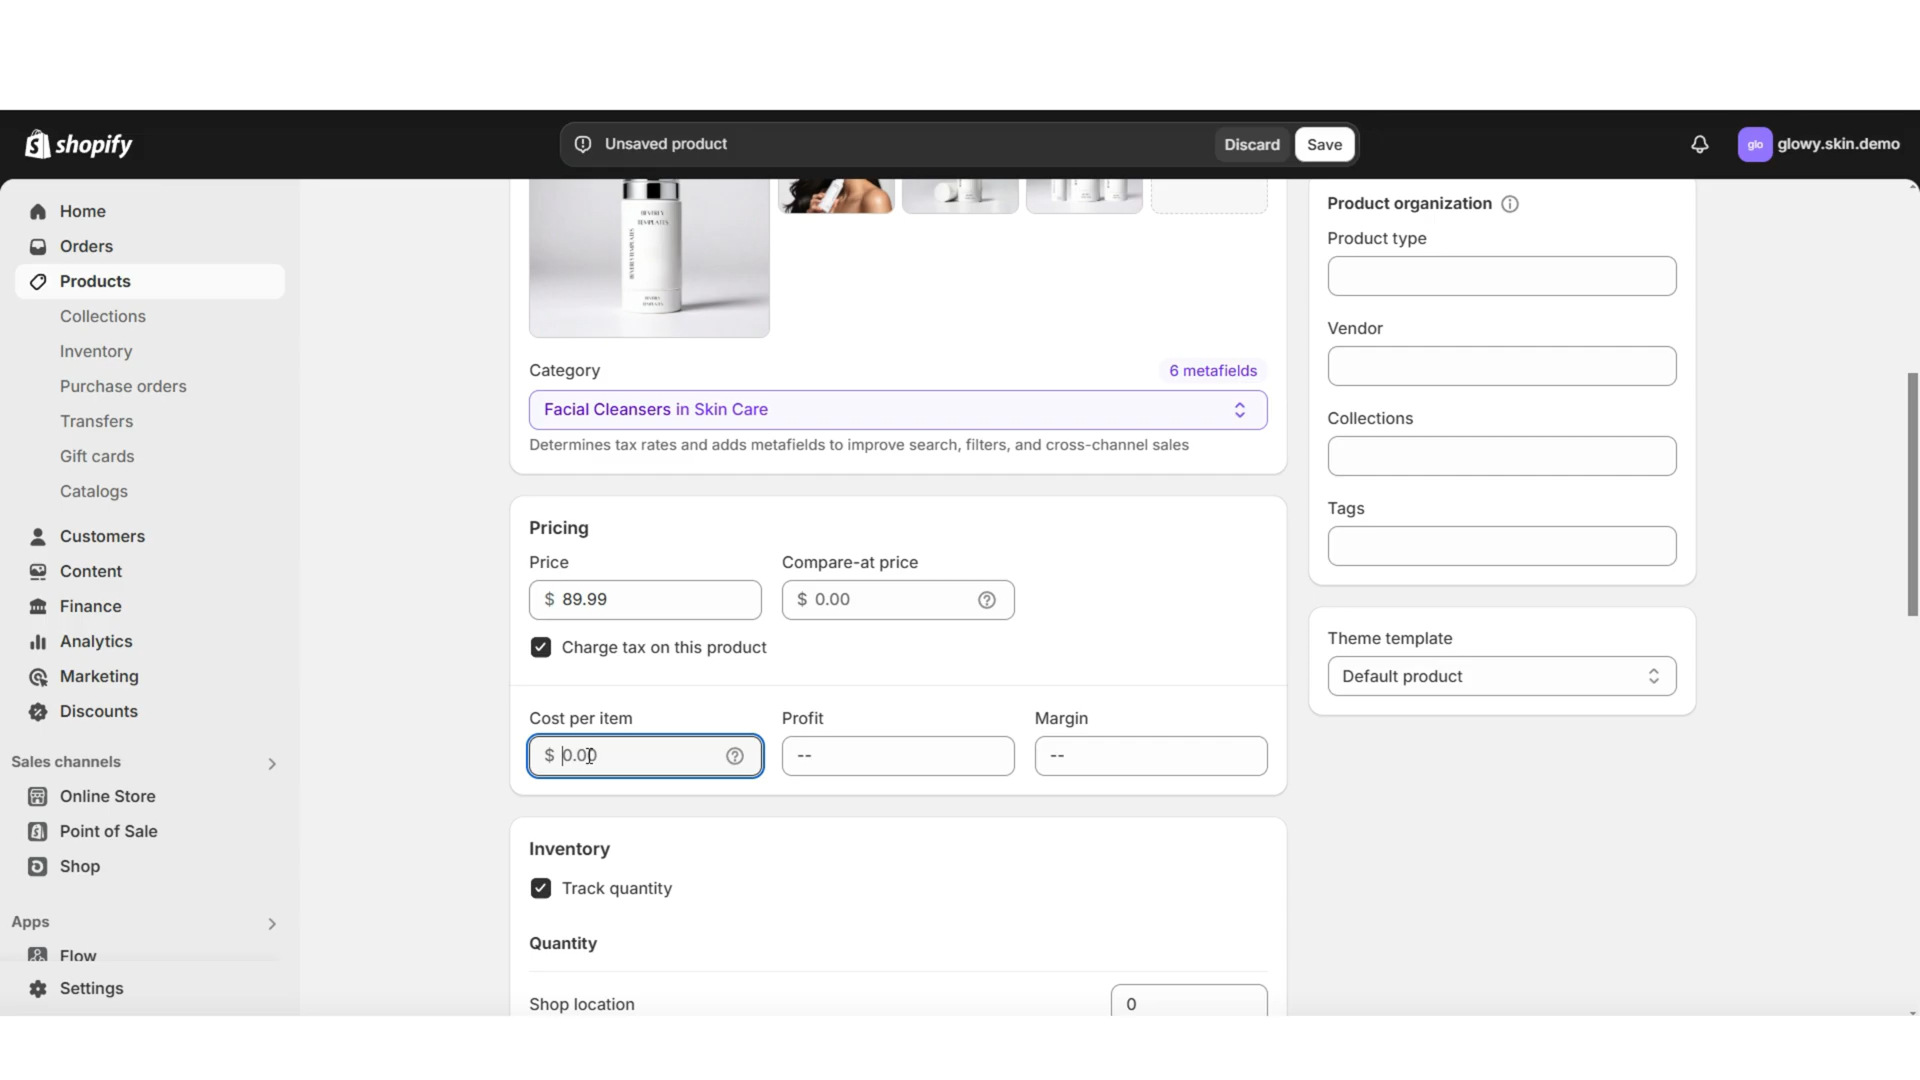 shopify
Unsaved product
Discard
Save
glo
glowy.skin.demo
Home
Orders
Products
Collections
Inventory
Purchase orders
Transfers
Gift cards
Catalogs
Customers
Content
Finance
Analytics
Marketing
Discounts
Sales channels
Online Store
Point of Sale
Shop
Apps
Flow
Settings
TEMPLATES
Category
6 metafields
Facial Cleansers in Skin Care
Determines tax rates and adds metafields to improve search, filters, and cross-channel sales
Pricing
Price
Compare-at price
$ 89.99
$ 0.00
Charge tax on this product
Cost per item
Profit
Margin
$ 0.00
--
--
Inventory
Track quantity
Quantity
Shop location
0
Product organization
Product type
Vendor
Collections
Tags
Theme template
Default product